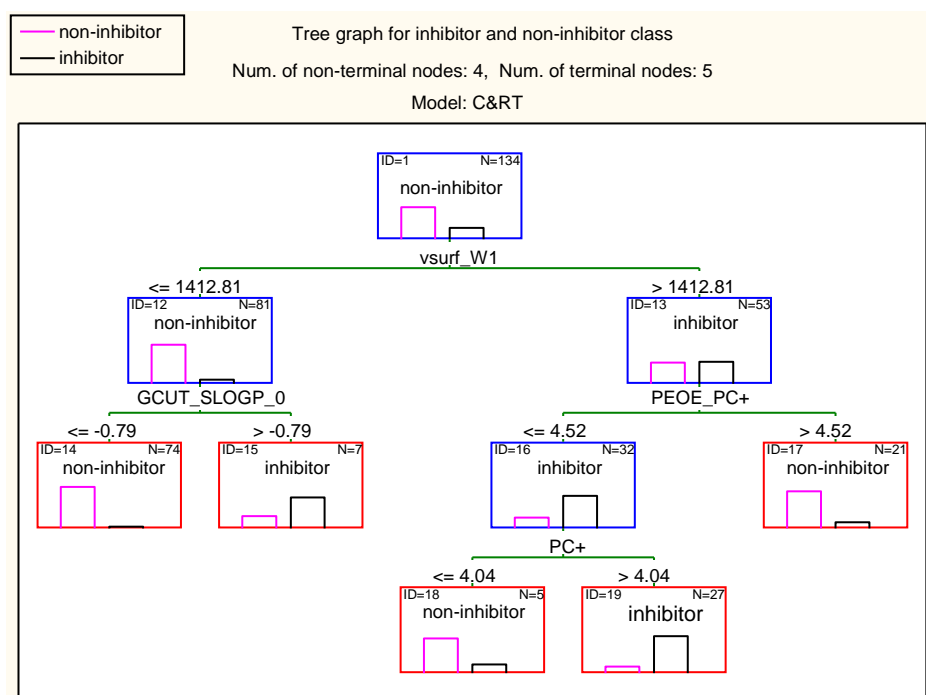 non-inhibitor
inhibitor
Tree graph for inhibitor and non-inhibitor class
Num. of non-terminal nodes: 4,  Num. of terminal nodes: 5
Model: C&RT
ID=1 N=134
non-inhibitor
vsurf_W1
<= 1412.81 > 1412.81
ID=12 N=81 ID=13 N=53
non-inhibitor inhibitor
GCUT_SLOGP_0 PEOE_PC+
<= -0.79 > -0.79 <= 4.52 > 4.52
ID=14 N=74 ID=15 N=7 ID=16 N=32 ID=17 N=21
non-inhibitor inhibitor inhibitor non-inhibitor
PC+
<= 4.04 > 4.04
ID=18 N=5 ID=19 N=27
non-inhibitor inhibitor